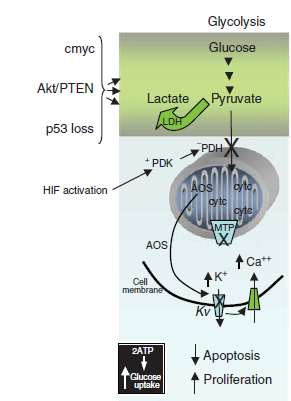 Glycolysis
cmyc
Glucose
Akt/PTEN
Lactate
Pyruvate
LDH
p53 loss
-PDH
+ PDK
HIF activation
AOS
cytc
cytc
cytc
MTP
AOS
Ca++
K+
Cell
membrane
Kv
2ATP
Glucose
uptake
Apoptosis
Proliferation